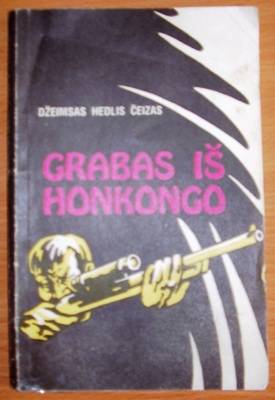 DŽEIMSAS HEDLIS ČEIZAS
GRABAS IŠ
HONKONGO